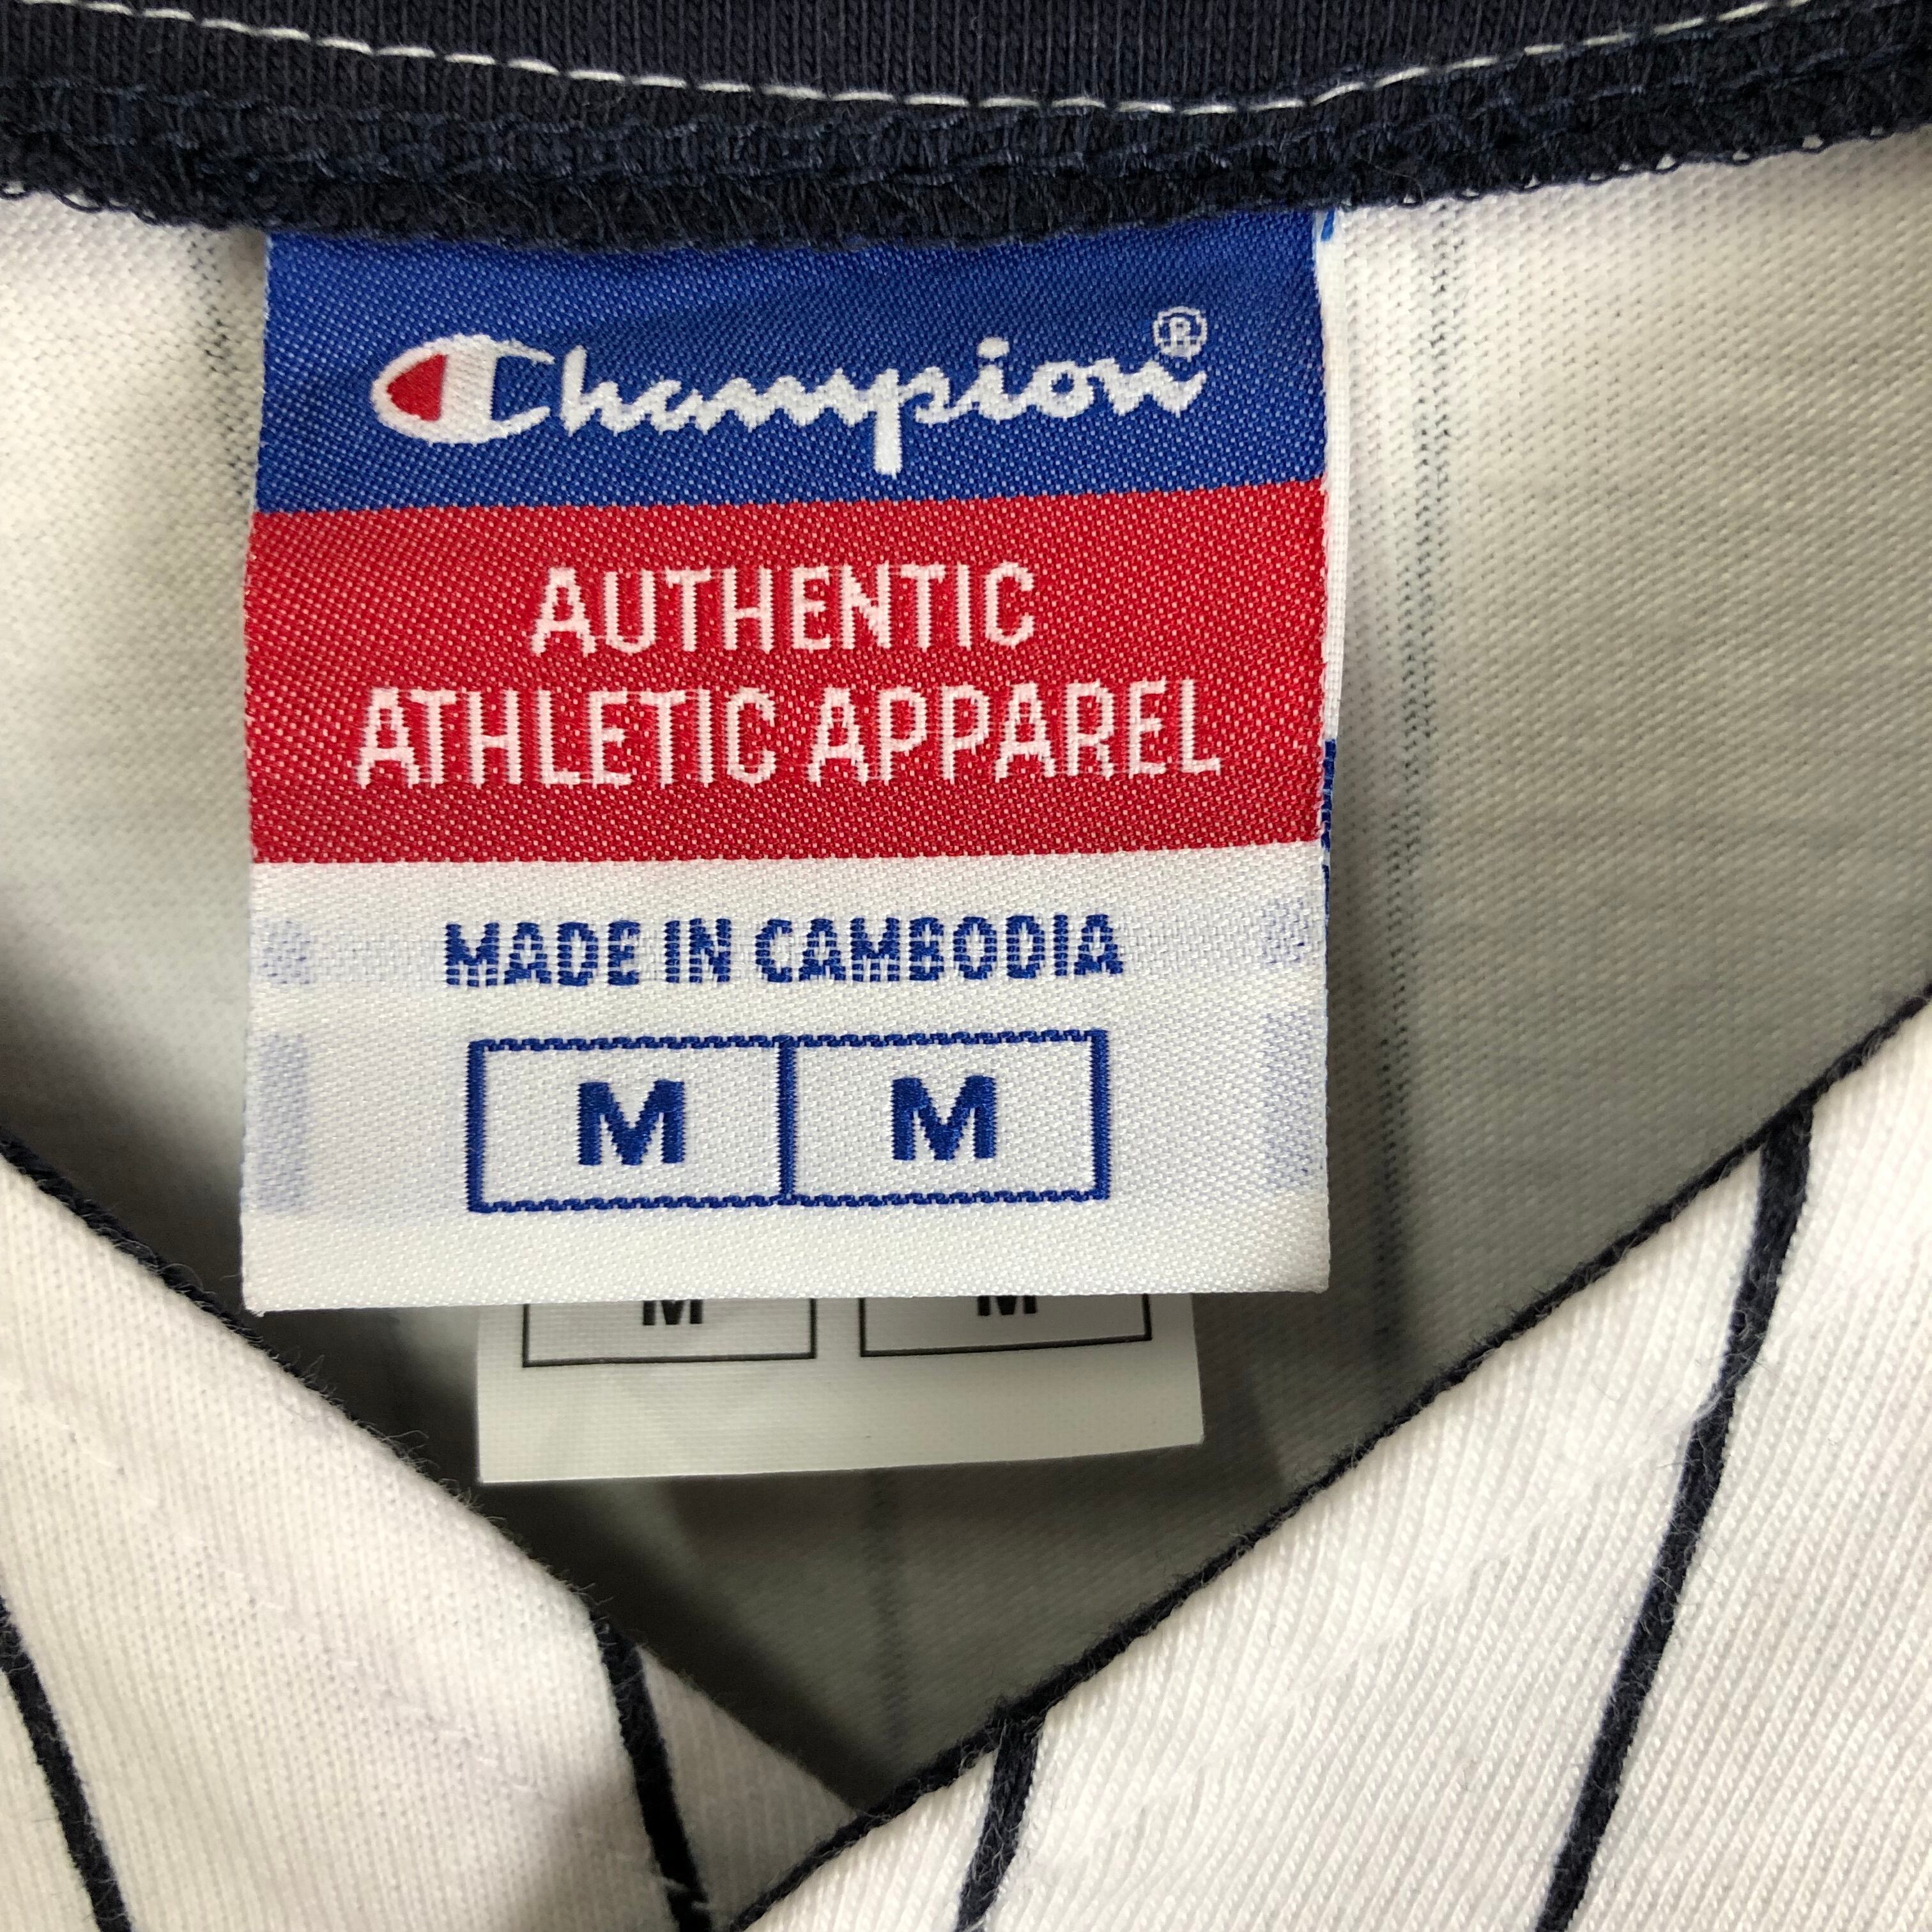 Champion®
AUTHENTIC
ATHLETIC APPAREL
MADE IN CAMBODIA
M M
M M